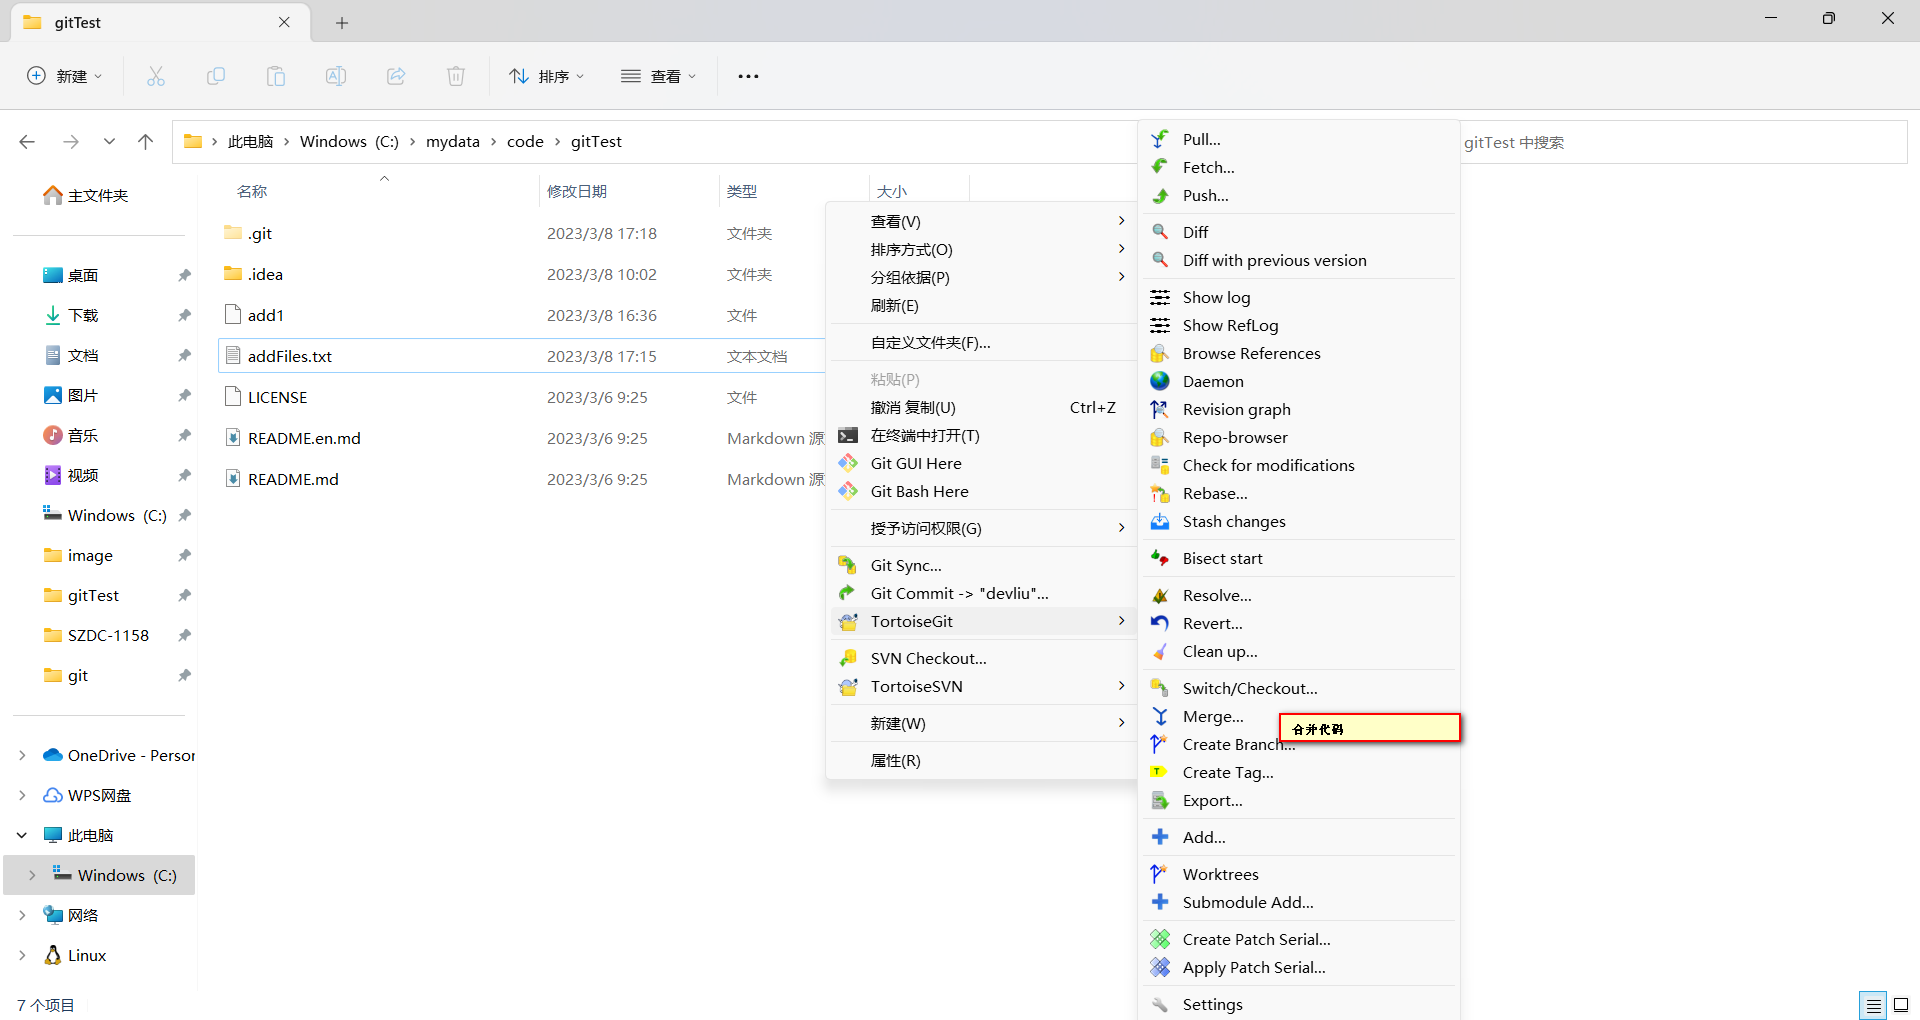 gitTest
新建
排序
查看
此电脑 › Windows (C:) › mydata › code › gitTest
gitTest 中搜索
主文件夹
桌面
下载
文档
图片
音乐
视频
Windows (C:)
image
gitTest
SZDC-1158
git
OneDrive - Person
WPS网盘
此电脑
Windows (C:)
网络
Linux
7 个项目
名称 修改日期 类型 大小
.git 2023/3/8 17:18 文件夹
.idea 2023/3/8 10:02 文件夹
add1 2023/3/8 16:36 文件
addFiles.txt 2023/3/8 17:15 文本文档
LICENSE 2023/3/6 9:25 文件
README.en.md 2023/3/6 9:25 Markdown 源
README.md 2023/3/6 9:25 Markdown 源
查看(V)
排序方式(O)
分组依据(P)
刷新(E)
自定义文件夹(F)...
粘贴(P)
撤消 复制(U) Ctrl+Z
在终端中打开(T)
Git GUI Here
Git Bash Here
授予访问权限(G)
Git Sync...
Git Commit -> "devliu"...
TortoiseGit
SVN Checkout...
TortoiseSVN
新建(W)
属性(R)
Pull...
Fetch...
Push...
Diff
Diff with previous version
Show log
Show RefLog
Browse References
Daemon
Revision graph
Repo-browser
Check for modifications
Rebase...
Stash changes
Bisect start
Resolve...
Revert...
Clean up...
Switch/Checkout...
Merge...
合并代码
Create Branch...
Create Tag...
Export...
Add...
Worktrees
Submodule Add...
Create Patch Serial...
Apply Patch Serial...
Settings